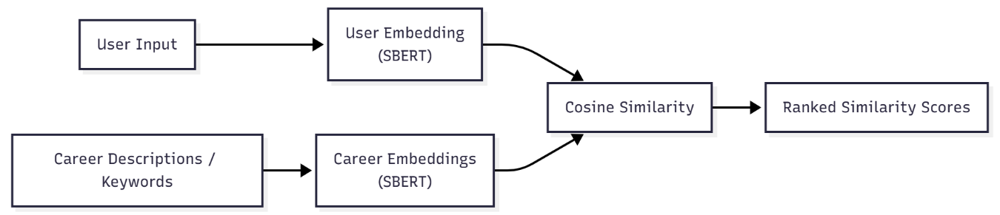 User Input
User Embedding
(SBERT)
Cosine Similarity
Ranked Similarity Scores
Career Descriptions /
Keywords
Career Embeddings
(SBERT)